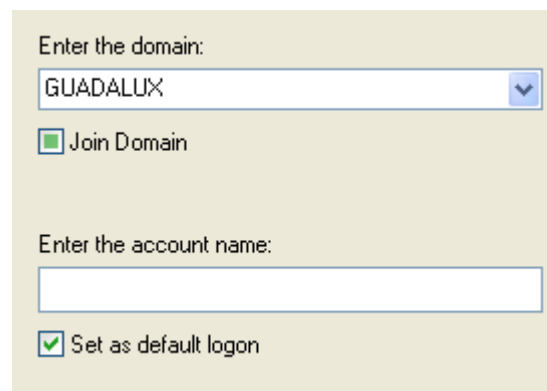 Enter the domain:
GUADALUX
Join Domain
Enter the account name:
Set as default logon